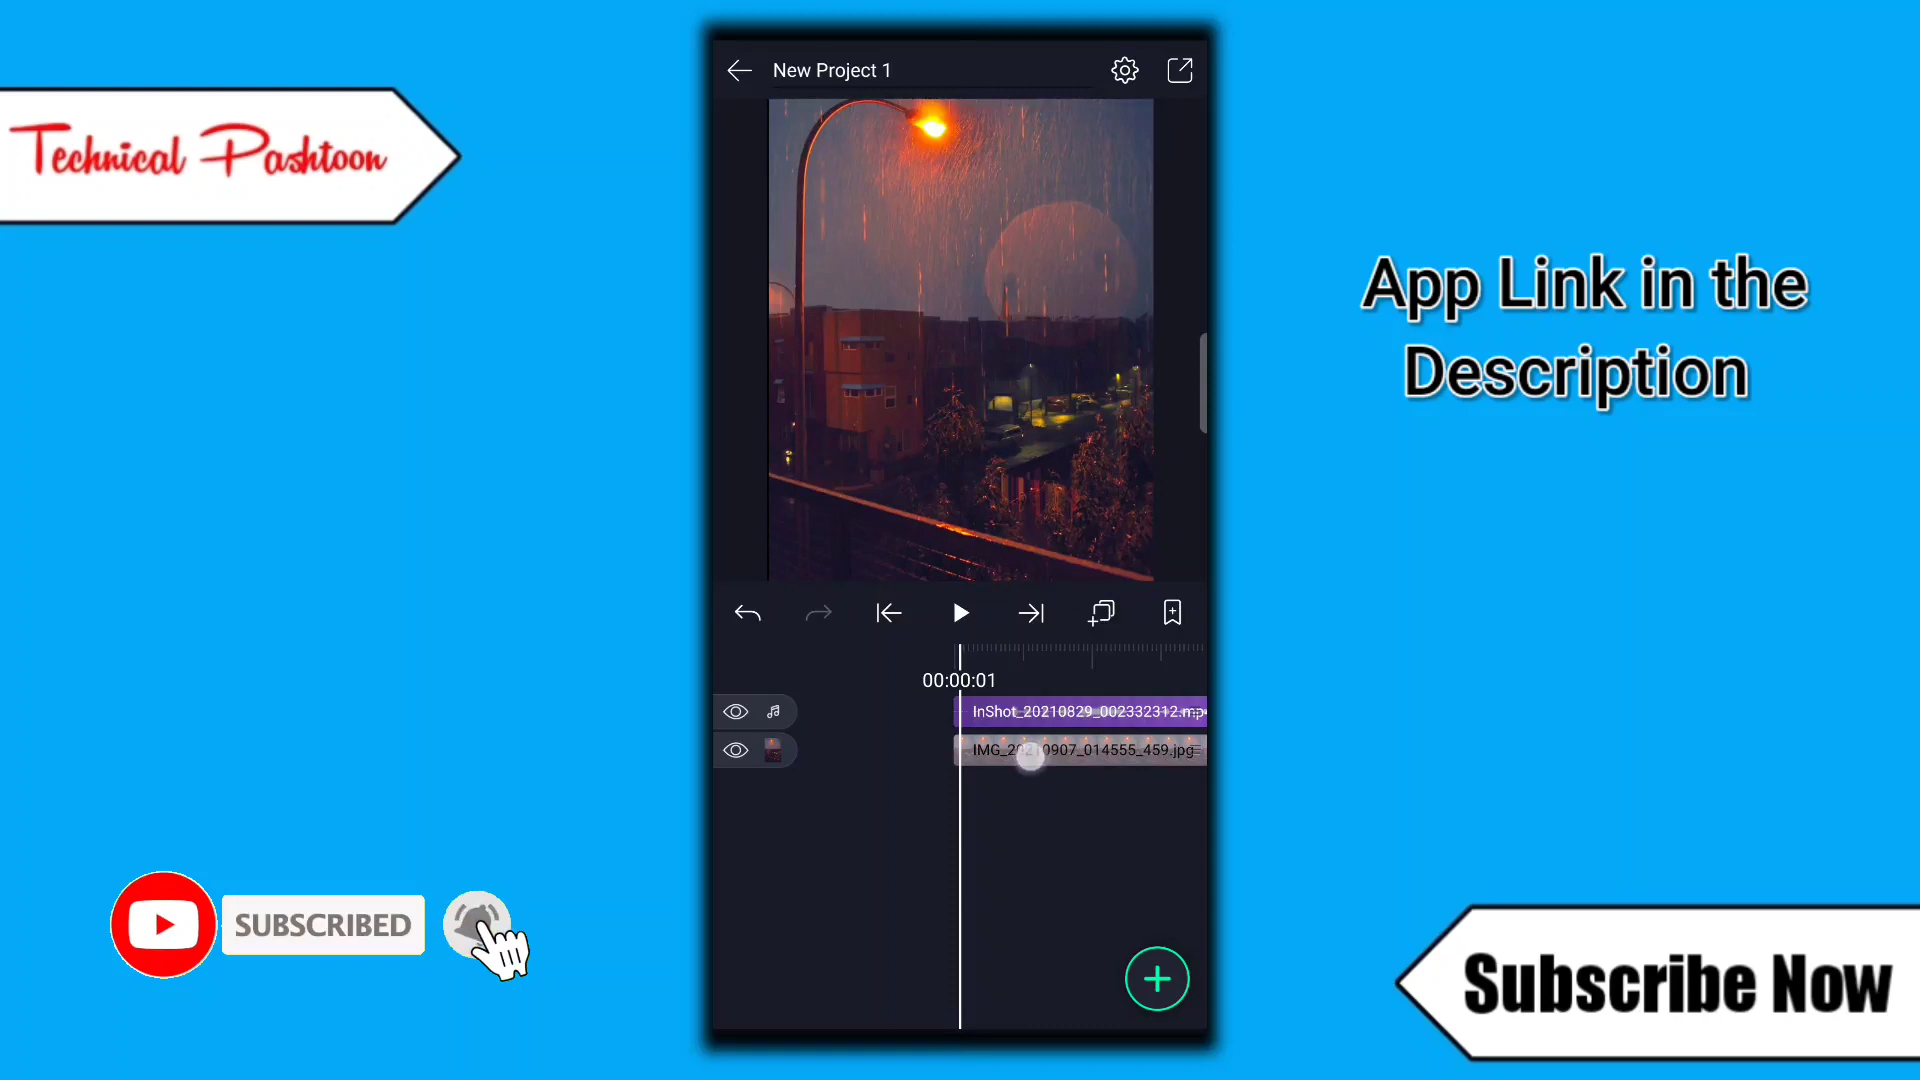 Technical Pashtoon
New Project 1
App Link in the
Description
00:00:01
InShot_20210829_002332312.mp
IMG_20210907_014555_459.jpg
SUBSCRIBED
Subscribe Now